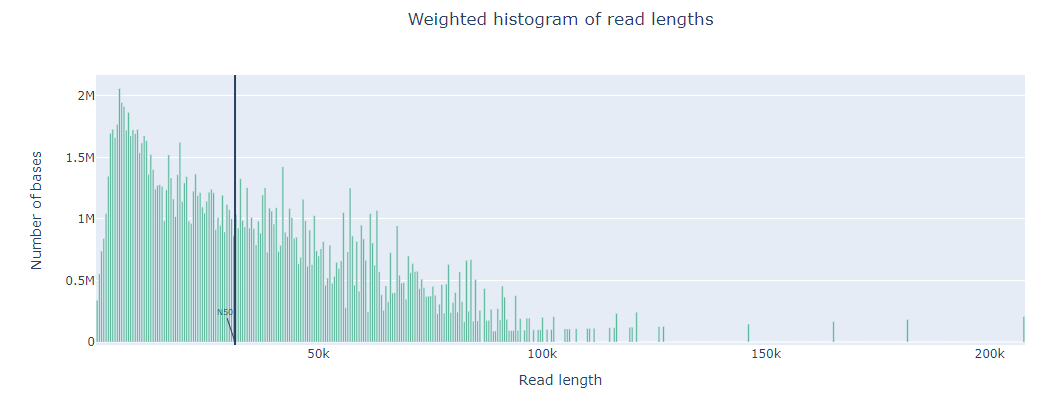 Weighted histogram of read lengths
Number of bases
2M
1.5M
1M
0.5M
0
N50
50k
100k
150k
200k
Read length